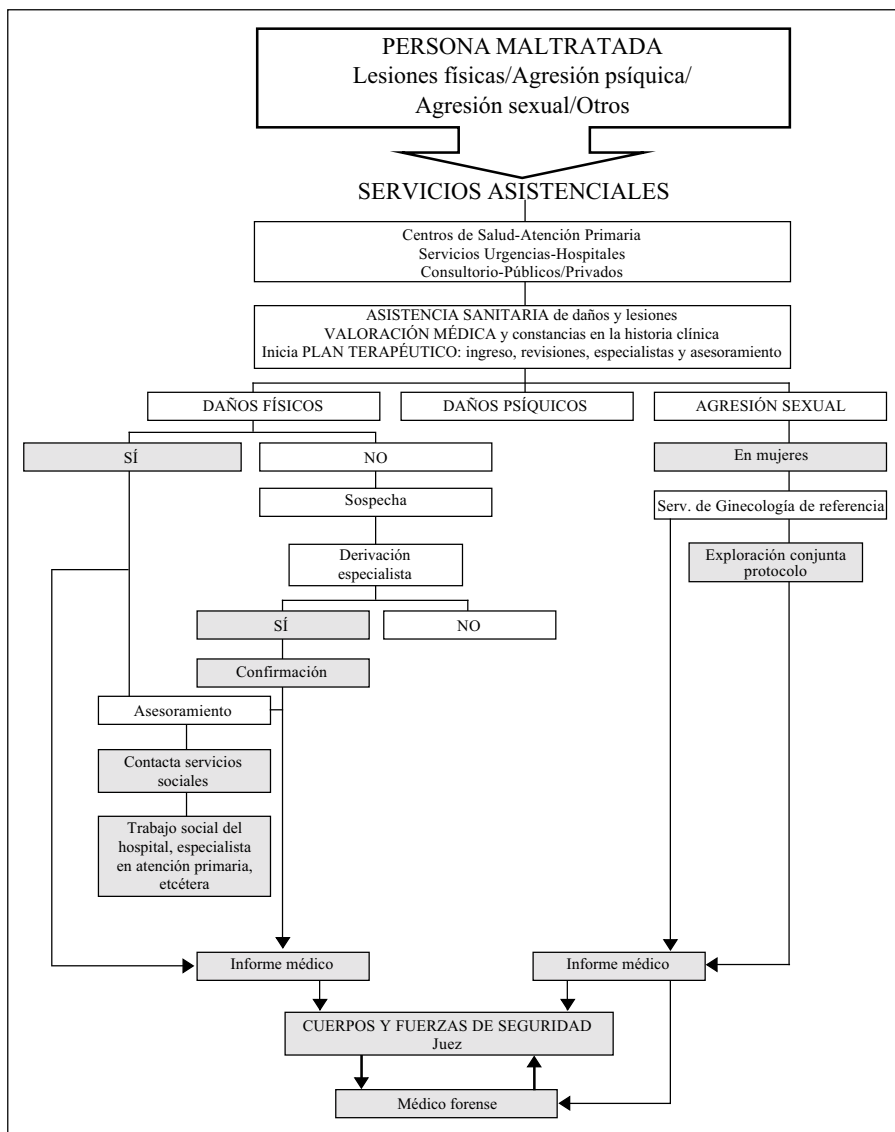 PERSONA MALTRATADA
Lesiones físicas/Agresión psíquica/
Agresión sexual/Otros
SERVICIOS ASISTENCIALES
Centros de Salud-Atención Primaria
Servicios Urgencias-Hospitales
Consultorio-Públicos/Privados
ASISTENCIA SANITARIA de daños y lesiones
VALORACIÓN MÉDICA y constancias en la historia clínica
Inicia PLAN TERAPÉUTICO: ingreso, revisiones, especialistas y asesoramiento
DAÑOS FÍSICOS
DAÑOS PSÍQUICOS
AGRESIÓN SEXUAL
SÍ
NO
En mujeres
Sospecha
Serv. de Ginecología de referencia
Derivación
especialista
Exploración conjunta
protocolo
SÍ
NO
Confirmación
Asesoramiento
Contacta servicios
sociales
Trabajo social del
hospital, especialista
en atención primaria,
etcétera
Informe médico
Informe médico
CUERPOS Y FUERZAS DE SEGURIDAD
Juez
Médico forense